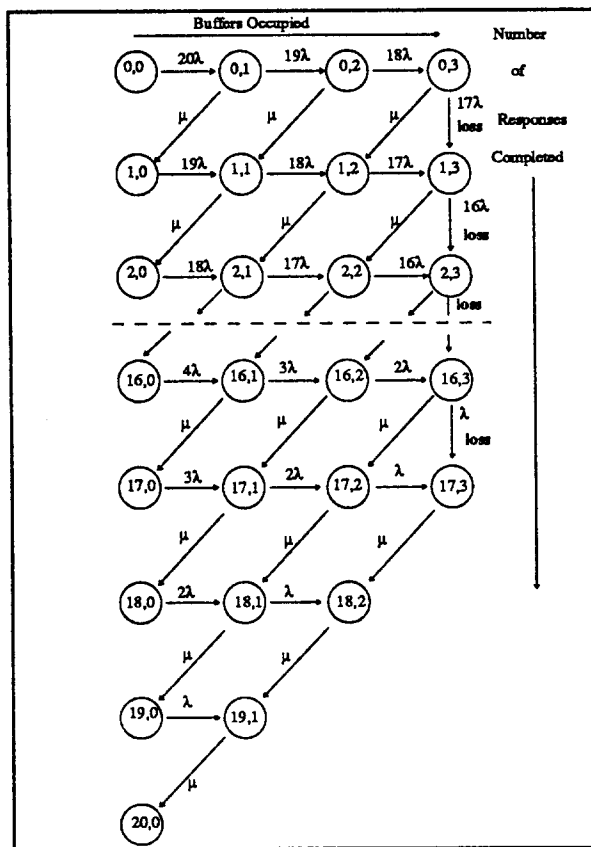 Buffers Occupied
Number
of
Responses
Completed
0,0 20λ 0,1 19λ 0,2 18λ 0,3
μ μ μ 17λ
loss
1,0 19λ 1,1 18λ 1,2 17λ 1,3
μ μ μ 16λ
loss
2,0 18λ 2,1 17λ 2,2 16λ 2,3
loss
16,0 4λ 16,1 3λ 16,2 2λ 16,3
μ μ μ λ
loss
17,0 3λ 17,1 2λ 17,2 λ 17,3
μ μ μ
18,0 2λ 18,1 λ 18,2
μ μ
19,0 λ 19,1
μ
20,0